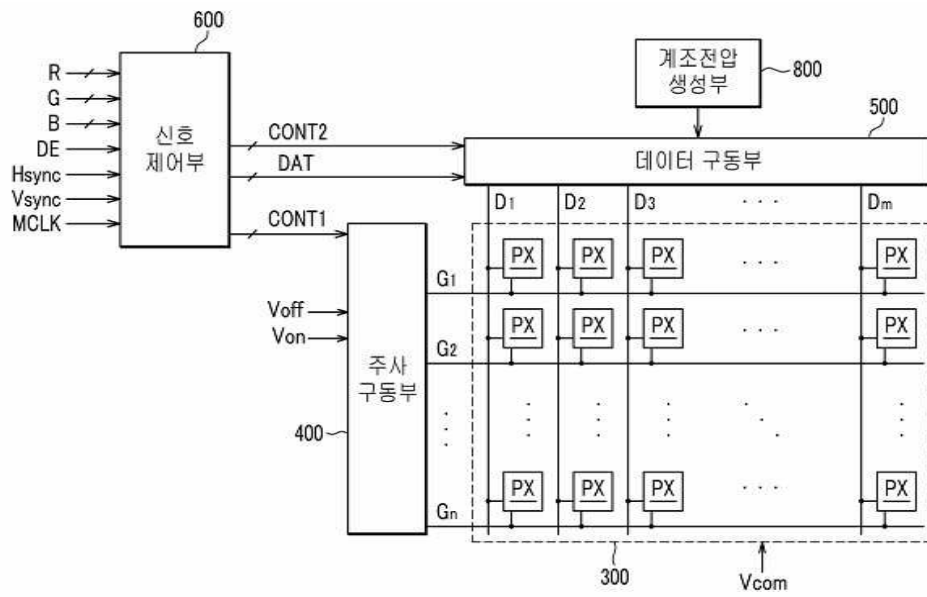 600
R
G
B
DE
Hsync
Vsync
MCLK
신호
제어부
CONT2
DAT
CONT1
계조전압
생성부
800
500
데이터 구동부
D1 D2 D3 · · · Dm
Voff
Von
주사
구동부
400
G1
PX PX PX · · · PX
G2
PX PX PX · · · PX
Gn
PX PX PX · · · PX
300
Vcom